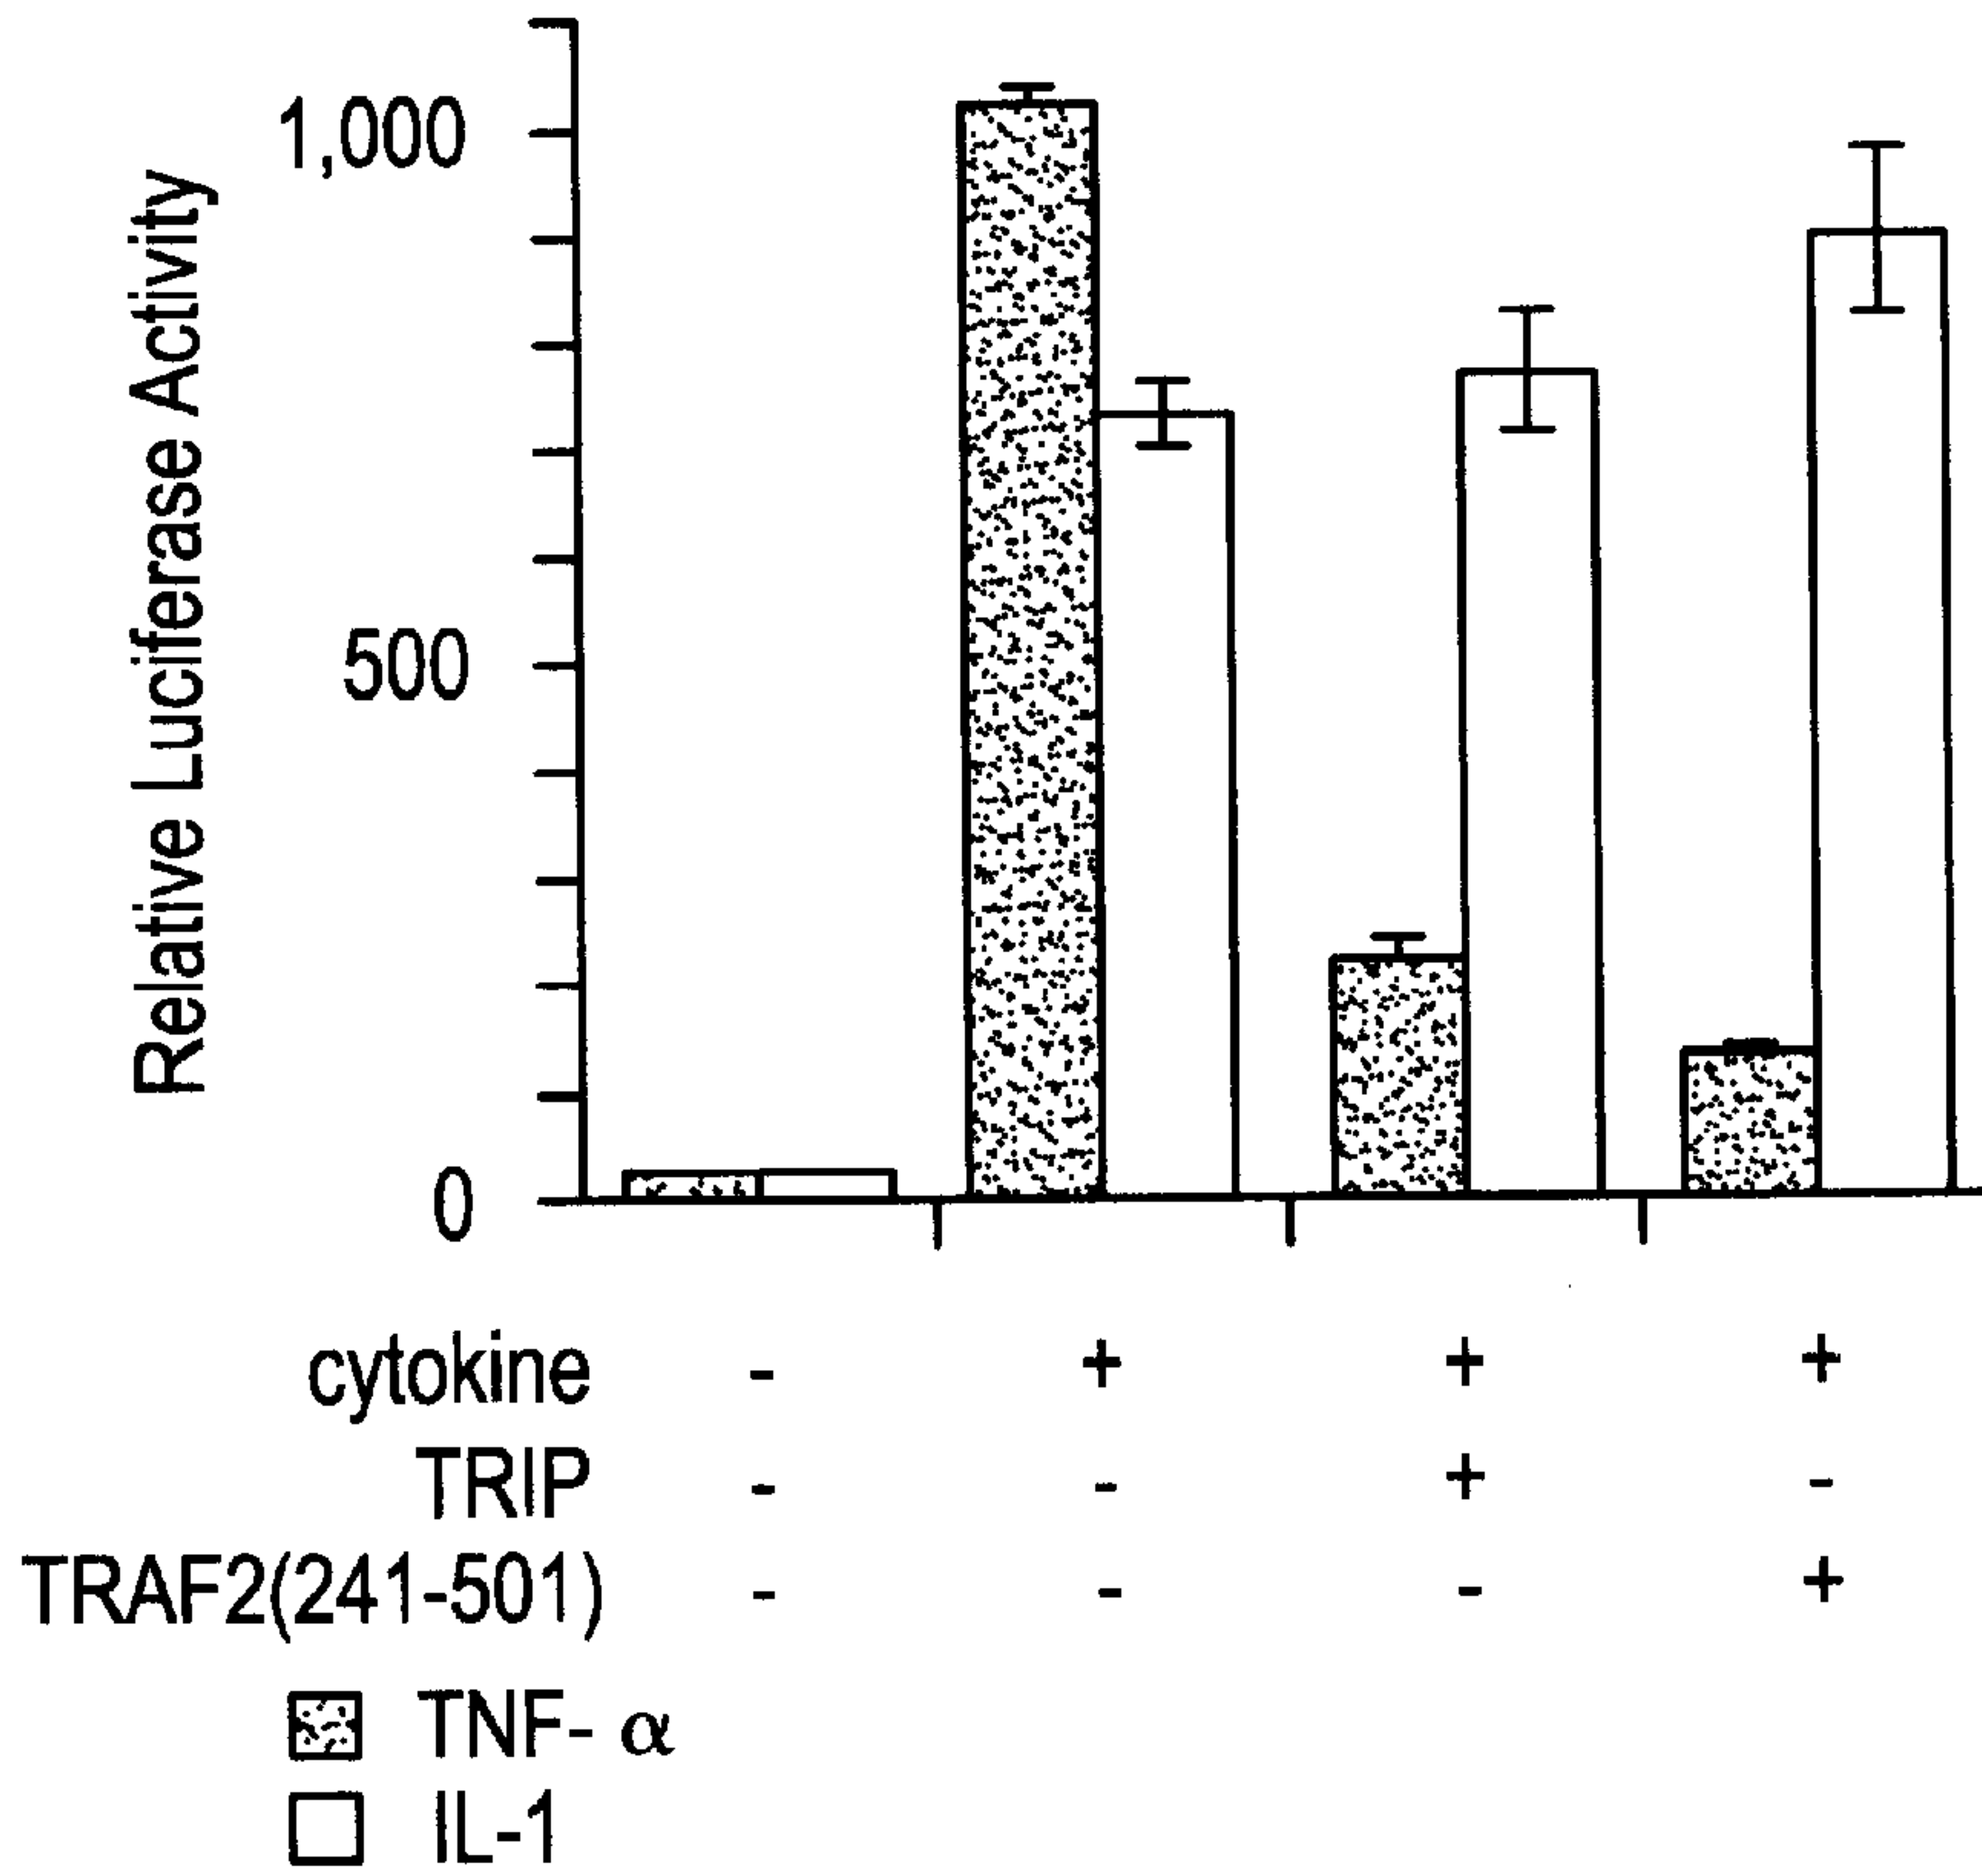 Relative Luciferase Activity
1,000
500
0
cytokine - + + +
TRIP - - + -
TRAF2(241-501) - - - +
TNF- α
IL-1